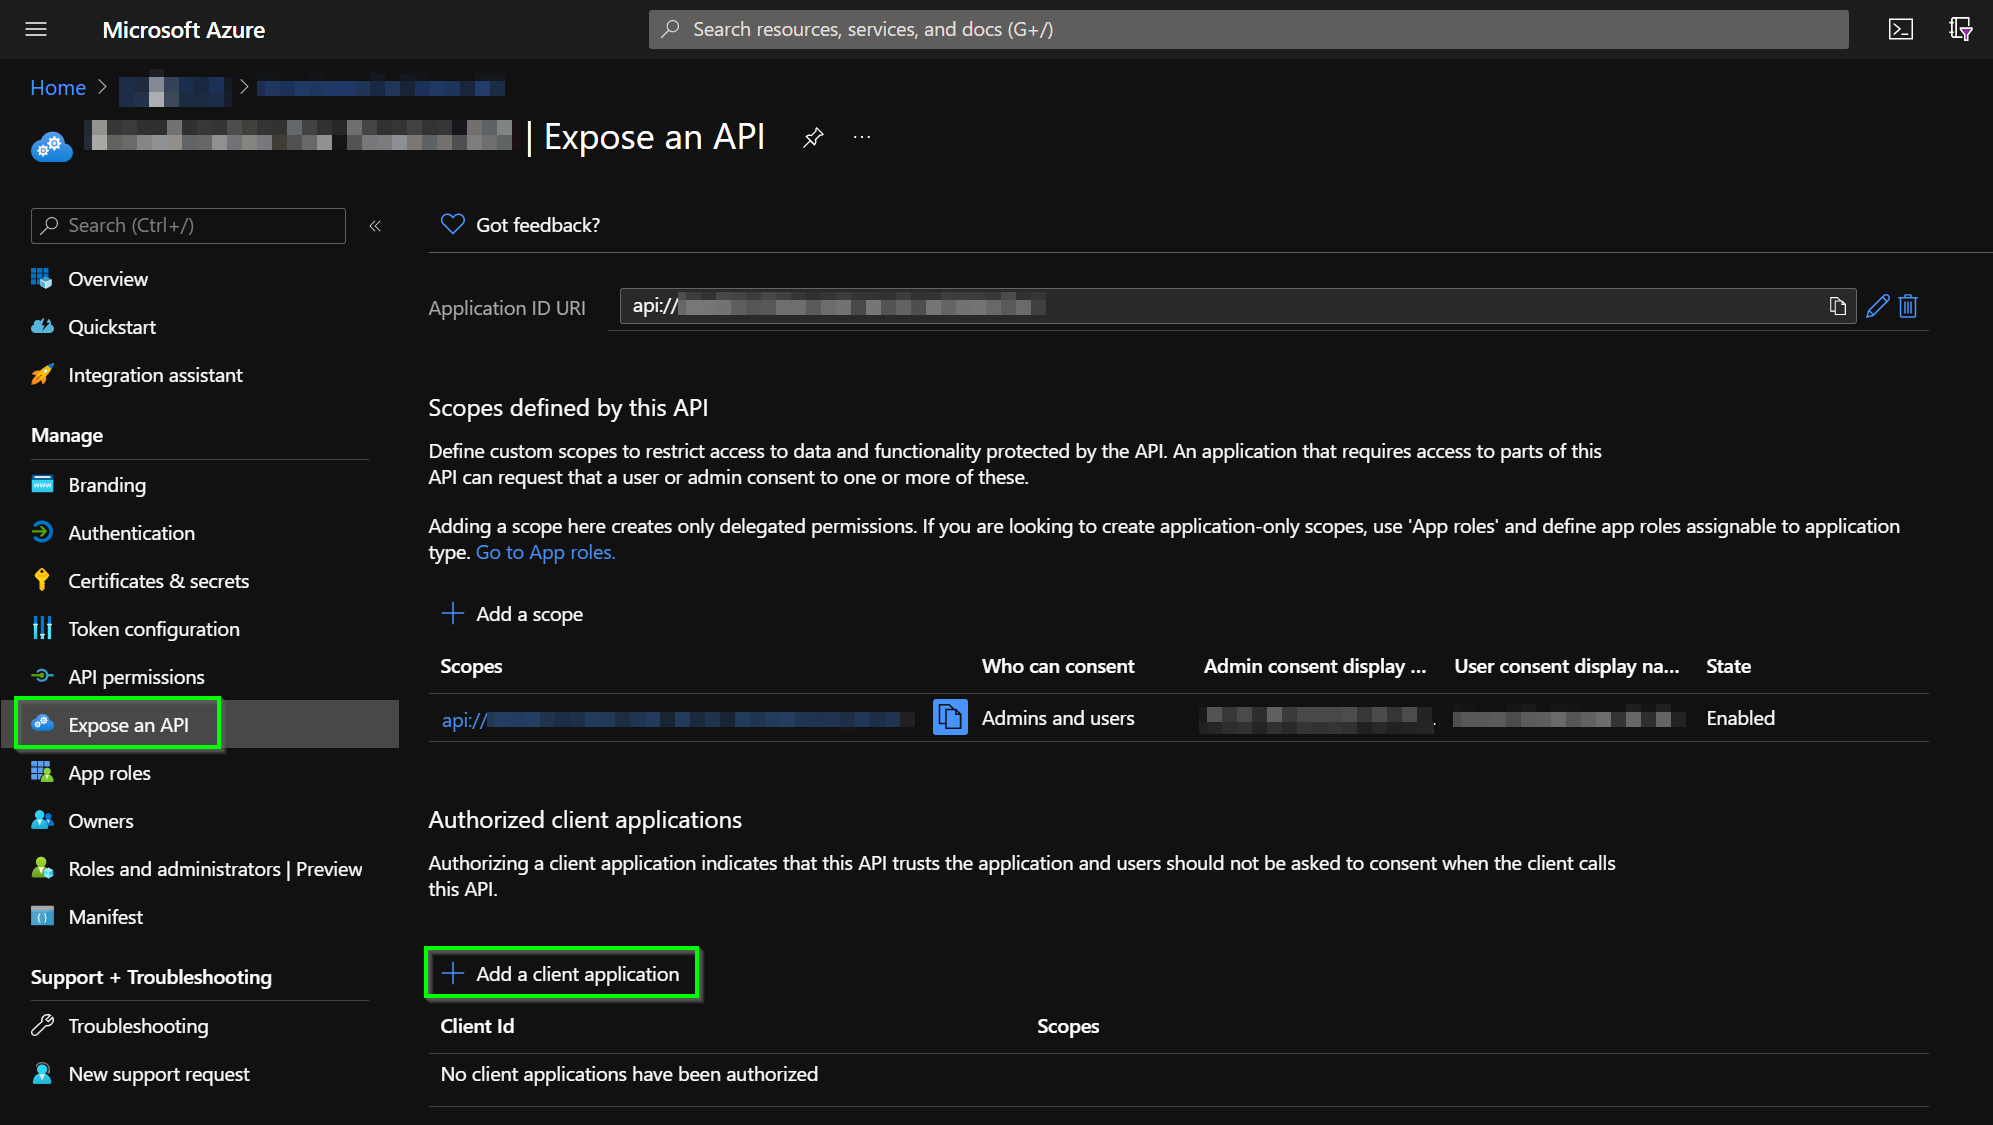 Microsoft Azure
Search resources, services, and docs (G+/)
Home
| Expose an API
Search (Ctrl+/)
Got feedback?
Overview
Quickstart
Integration assistant
Manage
Branding
Authentication
Certificates & secrets
Token configuration
API permissions
Expose an API
App roles
Owners
Roles and administrators | Preview
Manifest
Support + Troubleshooting
Troubleshooting
New support request
Application ID URI
api://
Scopes defined by this API
Define custom scopes to restrict access to data and functionality protected by the API. An application that requires access to parts of this
API can request that a user or admin consent to one or more of these.
Adding a scope here creates only delegated permissions. If you are looking to create application-only scopes, use 'App roles' and define app roles assignable to application
type. Go to App roles.
Add a scope
Scopes Who can consent Admin consent display ... User consent display na... State
api:// Admins and users Enabled
Authorized client applications
Authorizing a client application indicates that this API trusts the application and users should not be asked to consent when the client calls
this API.
Add a client application
Client Id Scopes
No client applications have been authorized